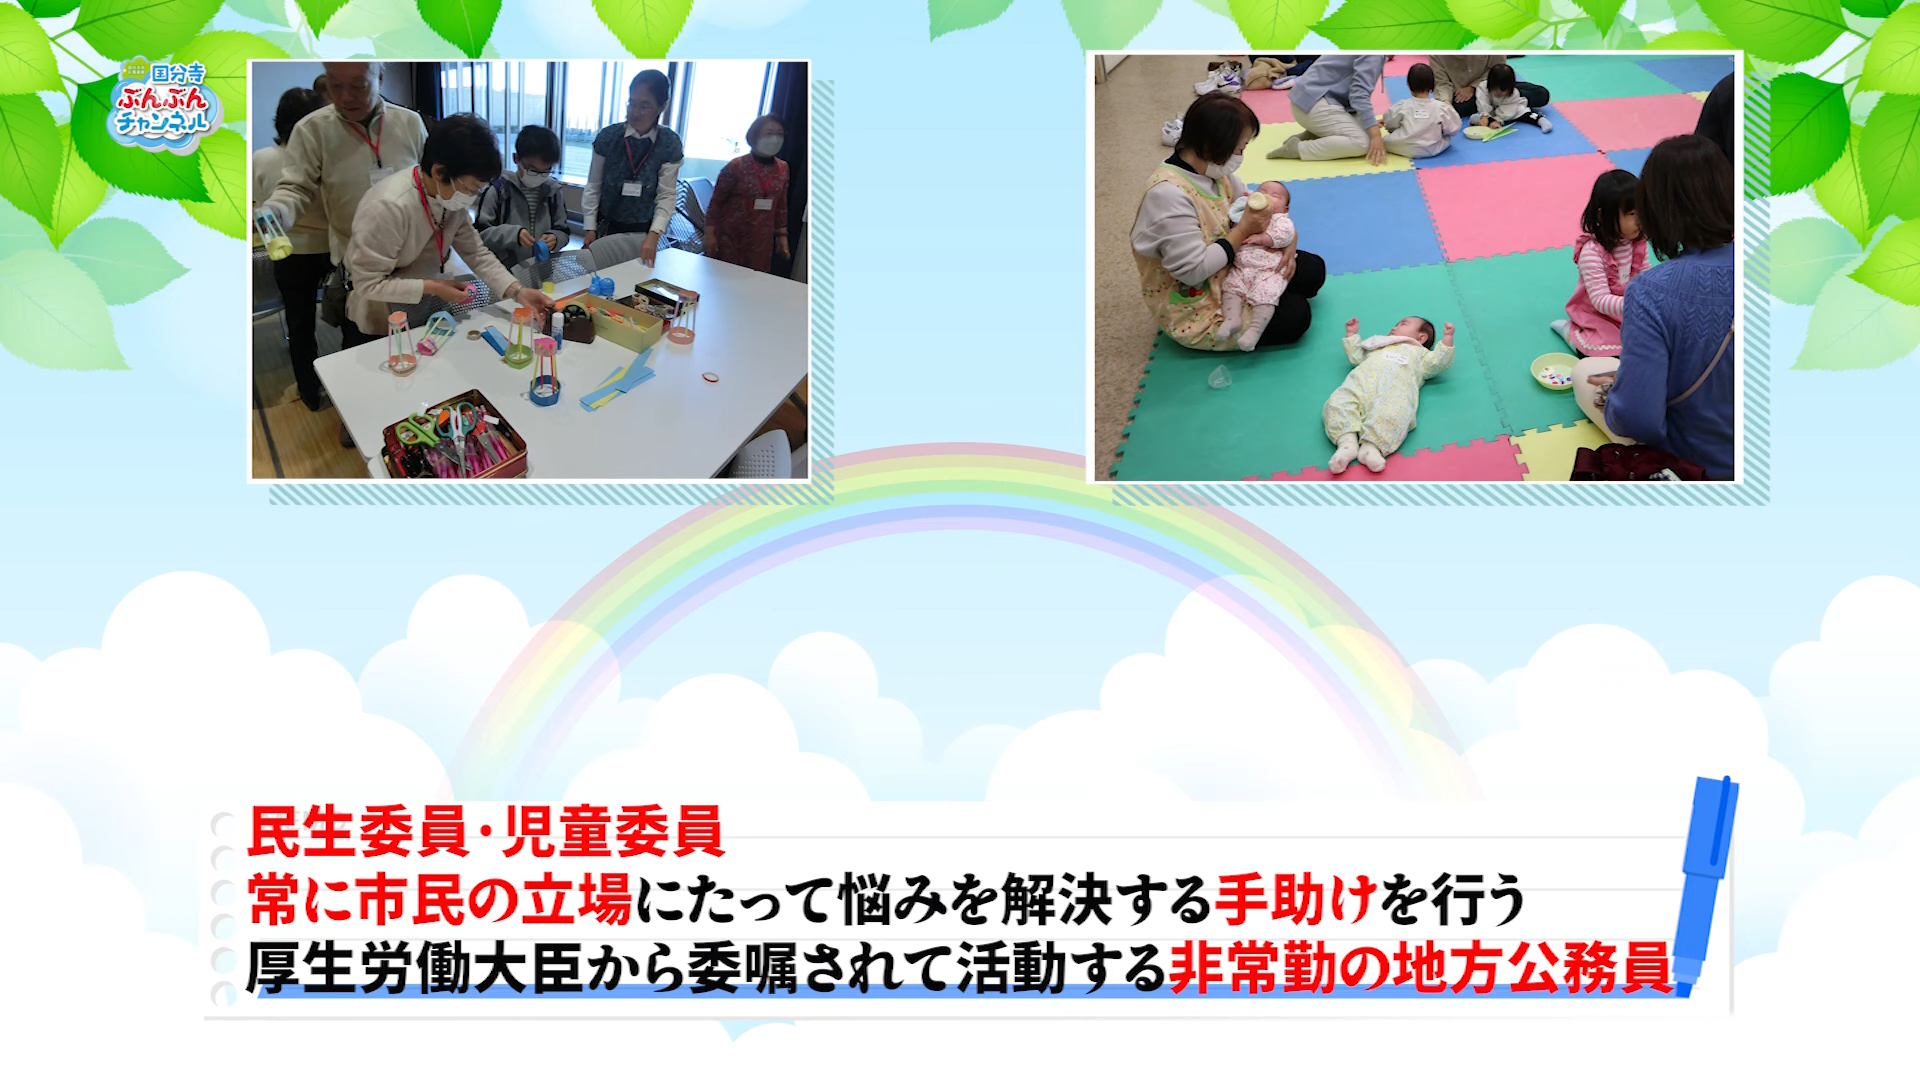 国分寺
ぶんぶん
チャンネル
民生委員・児童委員
常に市民の立場にたって悩みを解決する手助けを行う
厚生労働大臣から委嘱されて活動する非常勤の地方公務員